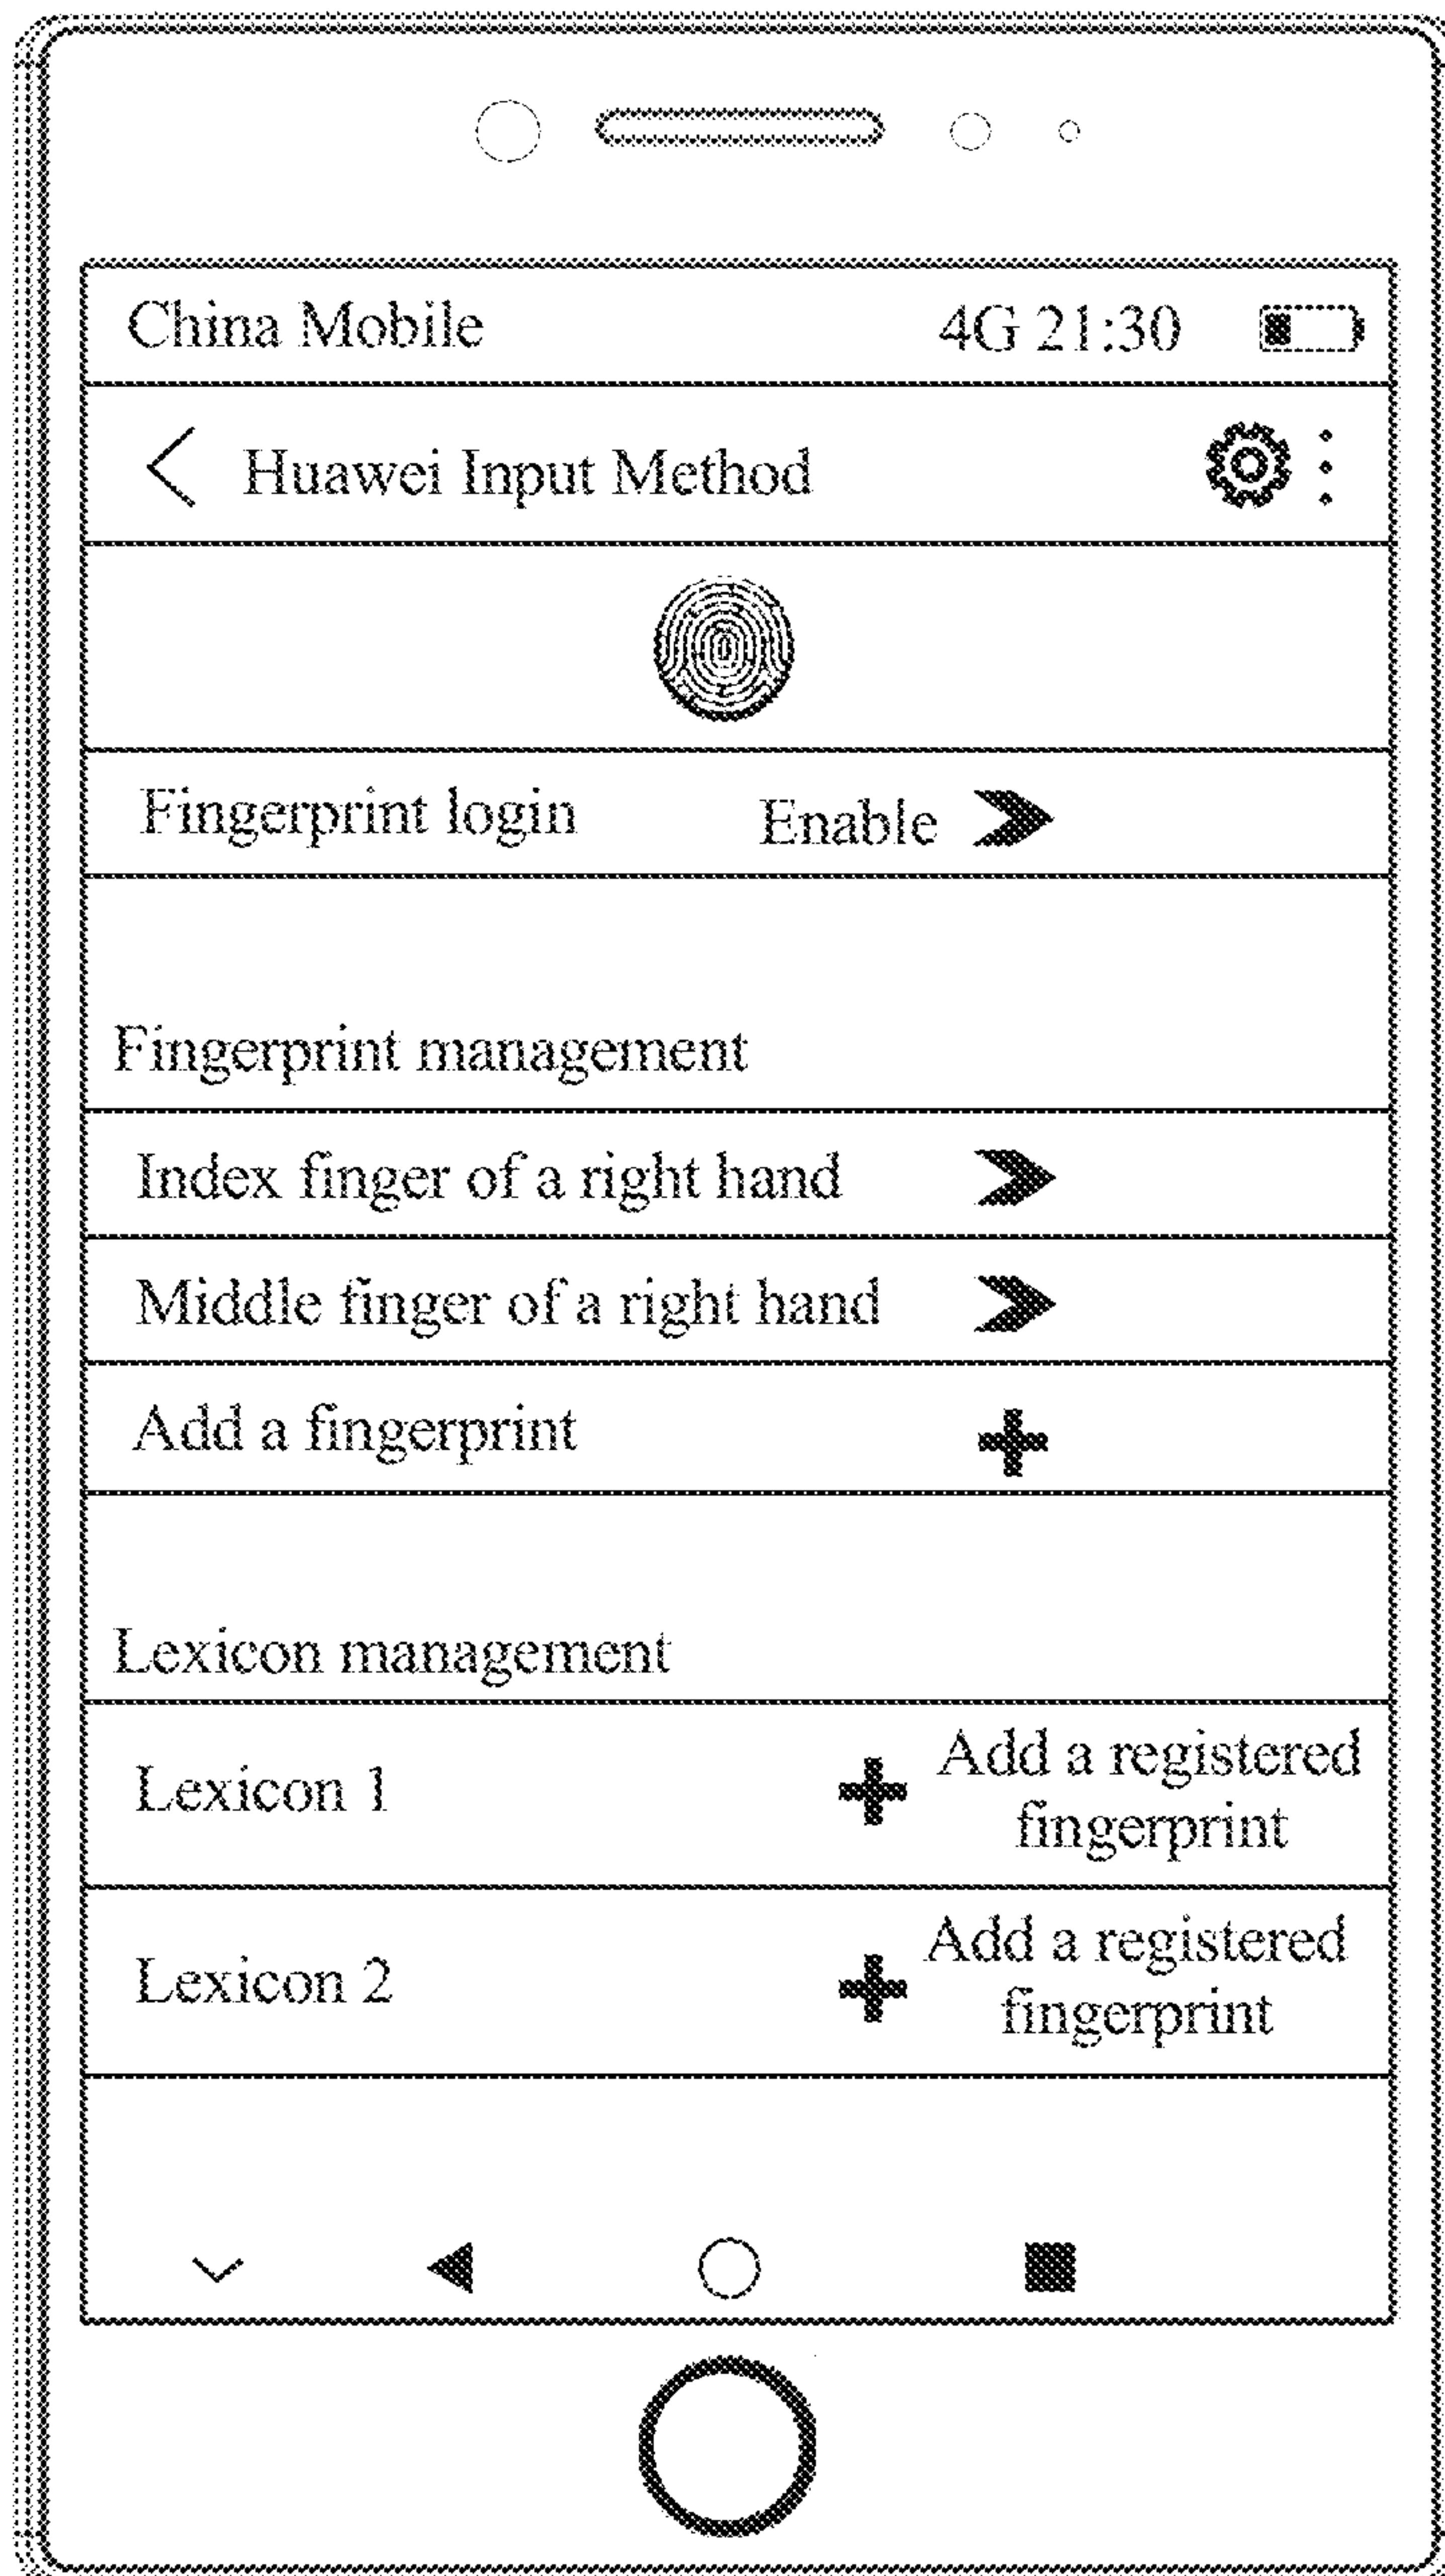 China Mobile 4G 21:30
Huawei Input Method
Fingerprint login Enable
Fingerprint management
Index finger of a right hand
Middle finger of a right hand
Add a fingerprint
Lexicon management
Lexicon 1 Add a registered
fingerprint
Lexicon 2 Add a registered
fingerprint